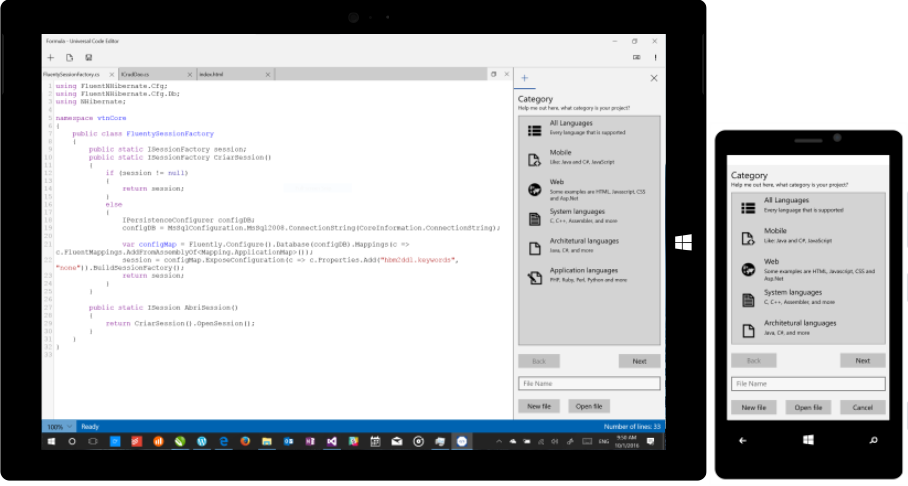 Formula - Universal Code Editor
FluentySessionFactory.cs
ICrudDao.cs
index.html
1 using FluentNHibernate.Cfg;
2 using FluentNHibernate.Cfg.Db;
3 using NHibernate;
4
5 namespace vtnCore
6 {
7 public class FluentySessionFactory
8 {
9 public static ISessionFactory session;
10 public static ISessionFactory CriarSession()
11 {
12 if (session != null)
13 {
14 return session;
15 }
16 else
17 {
18 IPersistenceConfigurer configDB;
19 configDB = MsSqlConfiguration.MsSql2008.ConnectionString(CoreInformation.ConnectionString);
20
21 var configMap = Fluently.Configure().Database(configDB).Mappings(c =>
c.FluentMappings.AddFromAssemblyOf<Mapping.ApplicationMap>());
22 session = configMap.ExposeConfiguration(c => c.Properties.Add("hbm2ddl.keywords",
"none")).BuildSessionFactory();
23 return session;
24 }
25 }
26
27 public static ISession AbriSession()
28 {
29 return CriarSession().OpenSession();
30 }
31 }
32 }
33
100%
Ready
Number of lines: 33
Category
Help me out here, what category is your project?
All Languages
Every language that is supported
Mobile
Like: Java and C#, JavaScript
Web
Some examples are HTML, Javascript, CSS
and Asp.Net
System languages
C, C++, Assembler, and more
Architetural languages
Java, C#, and more
Application languages
PHP, Ruby, Perl, Python and more
Back
Next
File Name
New file
Open file
ENG
9:50 AM
10/1/2016
Category
Help me out here, what category is your project?
All Languages
Every language that is supported
Mobile
Like: Java and C#, JavaScript
Web
Some examples are HTML, Javascript, CSS and
Asp.Net
System languages
C, C++, Assembler, and more
Architetural languages
Java, C#, and more
Back
Next
File Name
New file
Open file
Cancel